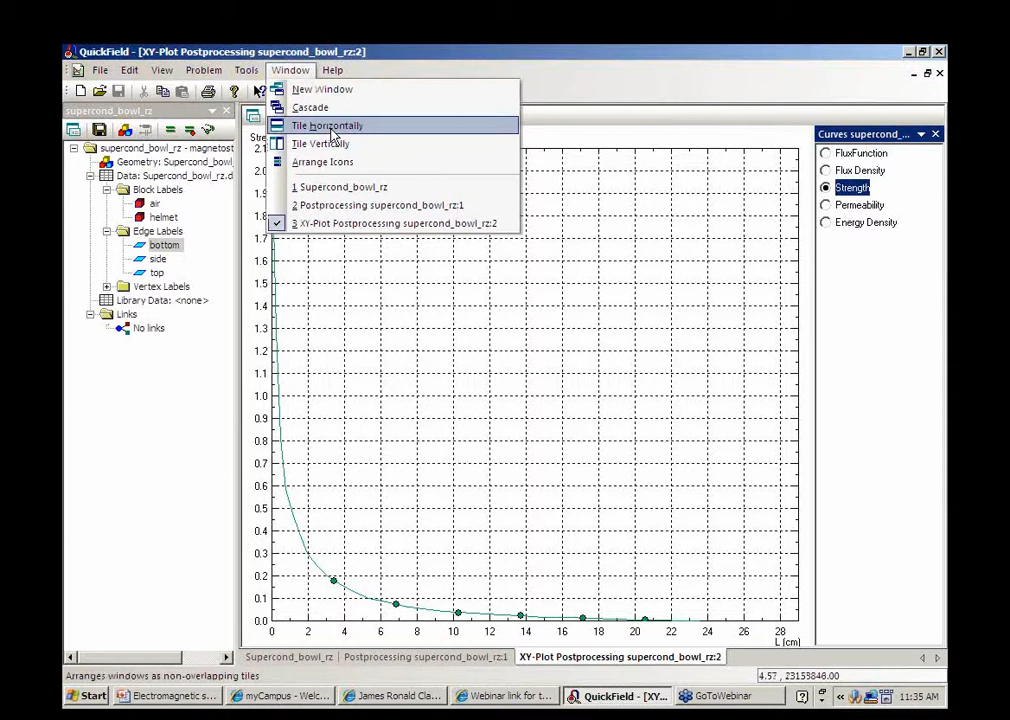 QuickField - [XY-Plot Postprocessing supercond_bowl_rz:2]
File Edit View Problem Tools Window Help
supercond_bowl_rz
supercond_bowl_rz - magnetost
Geometry: Supercond_bowl_
Data: Supercond_bowl_rz.d
Block Labels
air
helmet
Edge Labels
bottom
side
top
Vertex Labels
Library Data: <none>
Links
No links
New Window
Cascade
Tile Horizontally
Tile Vertically
Arrange Icons
1 Supercond_bowl_rz
2 Postprocessing supercond_bowl_rz:1
3 XY-Plot Postprocessing supercond_bowl_rz:2
Stre
2.1
2.0
1.9
1.8
1.7
1.6
1.5
1.4
1.3
1.2
1.1
1.0
0.9
0.8
0.7
0.6
0.5
0.4
0.3
0.2
0.1
0.0
0 2 4 6 8 10 12 14 16 18 20 22 24 26 28
L (cm)
Curves supercond_...
FluxFunction
Flux Density
Strength
Permeability
Energy Density
Supercond_bowl_rz Postprocessing supercond_bowl_rz:1 XY-Plot Postprocessing supercond_bowl_rz:2
Arranges windows as non-overlapping tiles
4.57 , 23158846.00
Start Electromagnetic s... myCampus - Welc... James Ronald Cla... Webinar link for t... QuickField - [XY-... GoToWebinar 11:35 AM